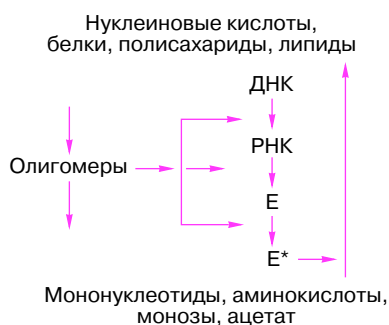 Нуклеиновые кислоты,
белки, полисахариды, липиды
ДНК
Олигомеры
РНК
Е
Е*
Мононуклеотиды, аминокислоты,
монозы, ацетат